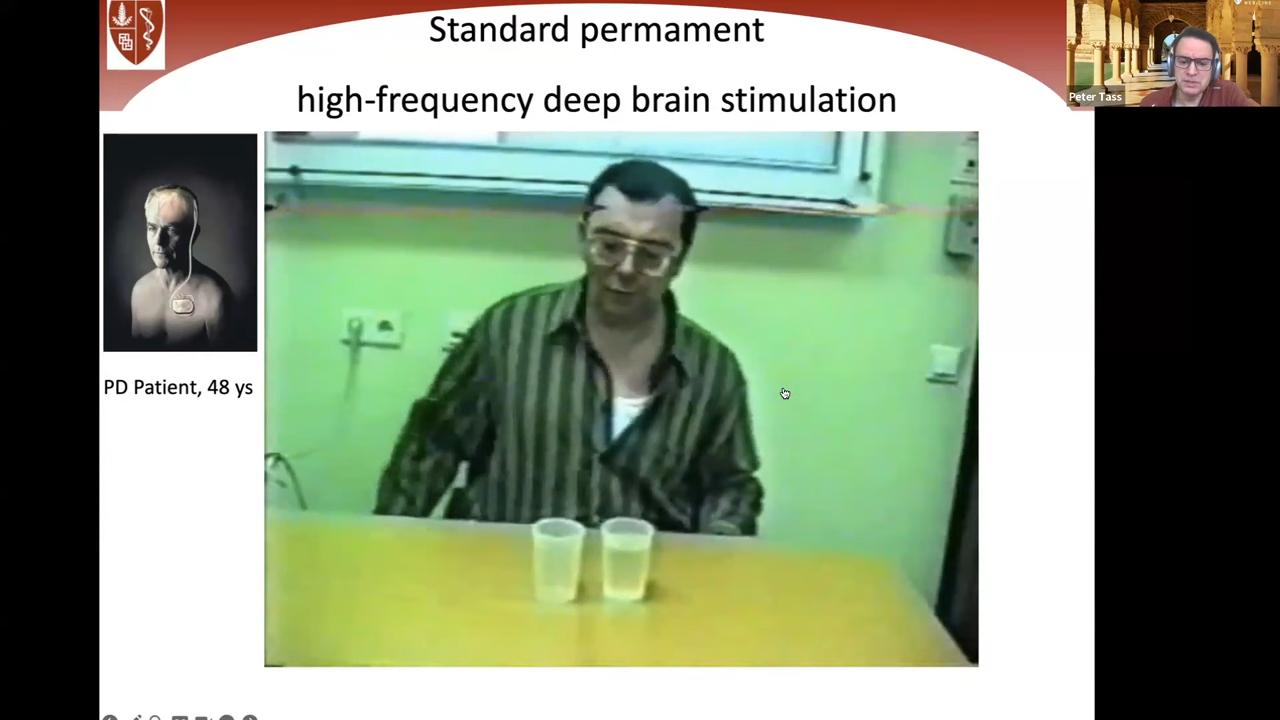 Standard permament
high-frequency deep brain stimulation
Peter Tass
PD Patient, 48 ys